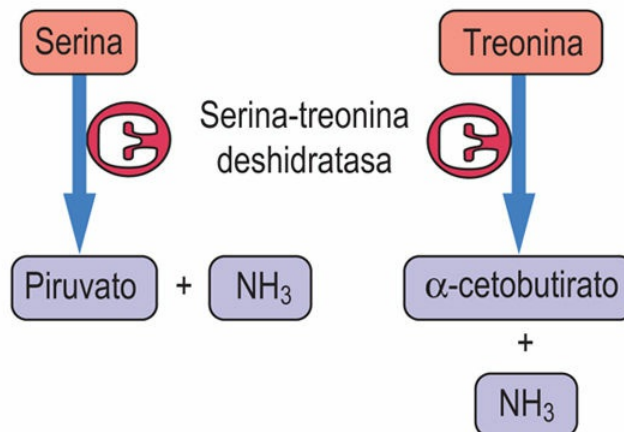 Serina
Treonina
Serina-treonina
deshidratasa
Piruvato + NH₃
α-cetobutirato
+
NH₃